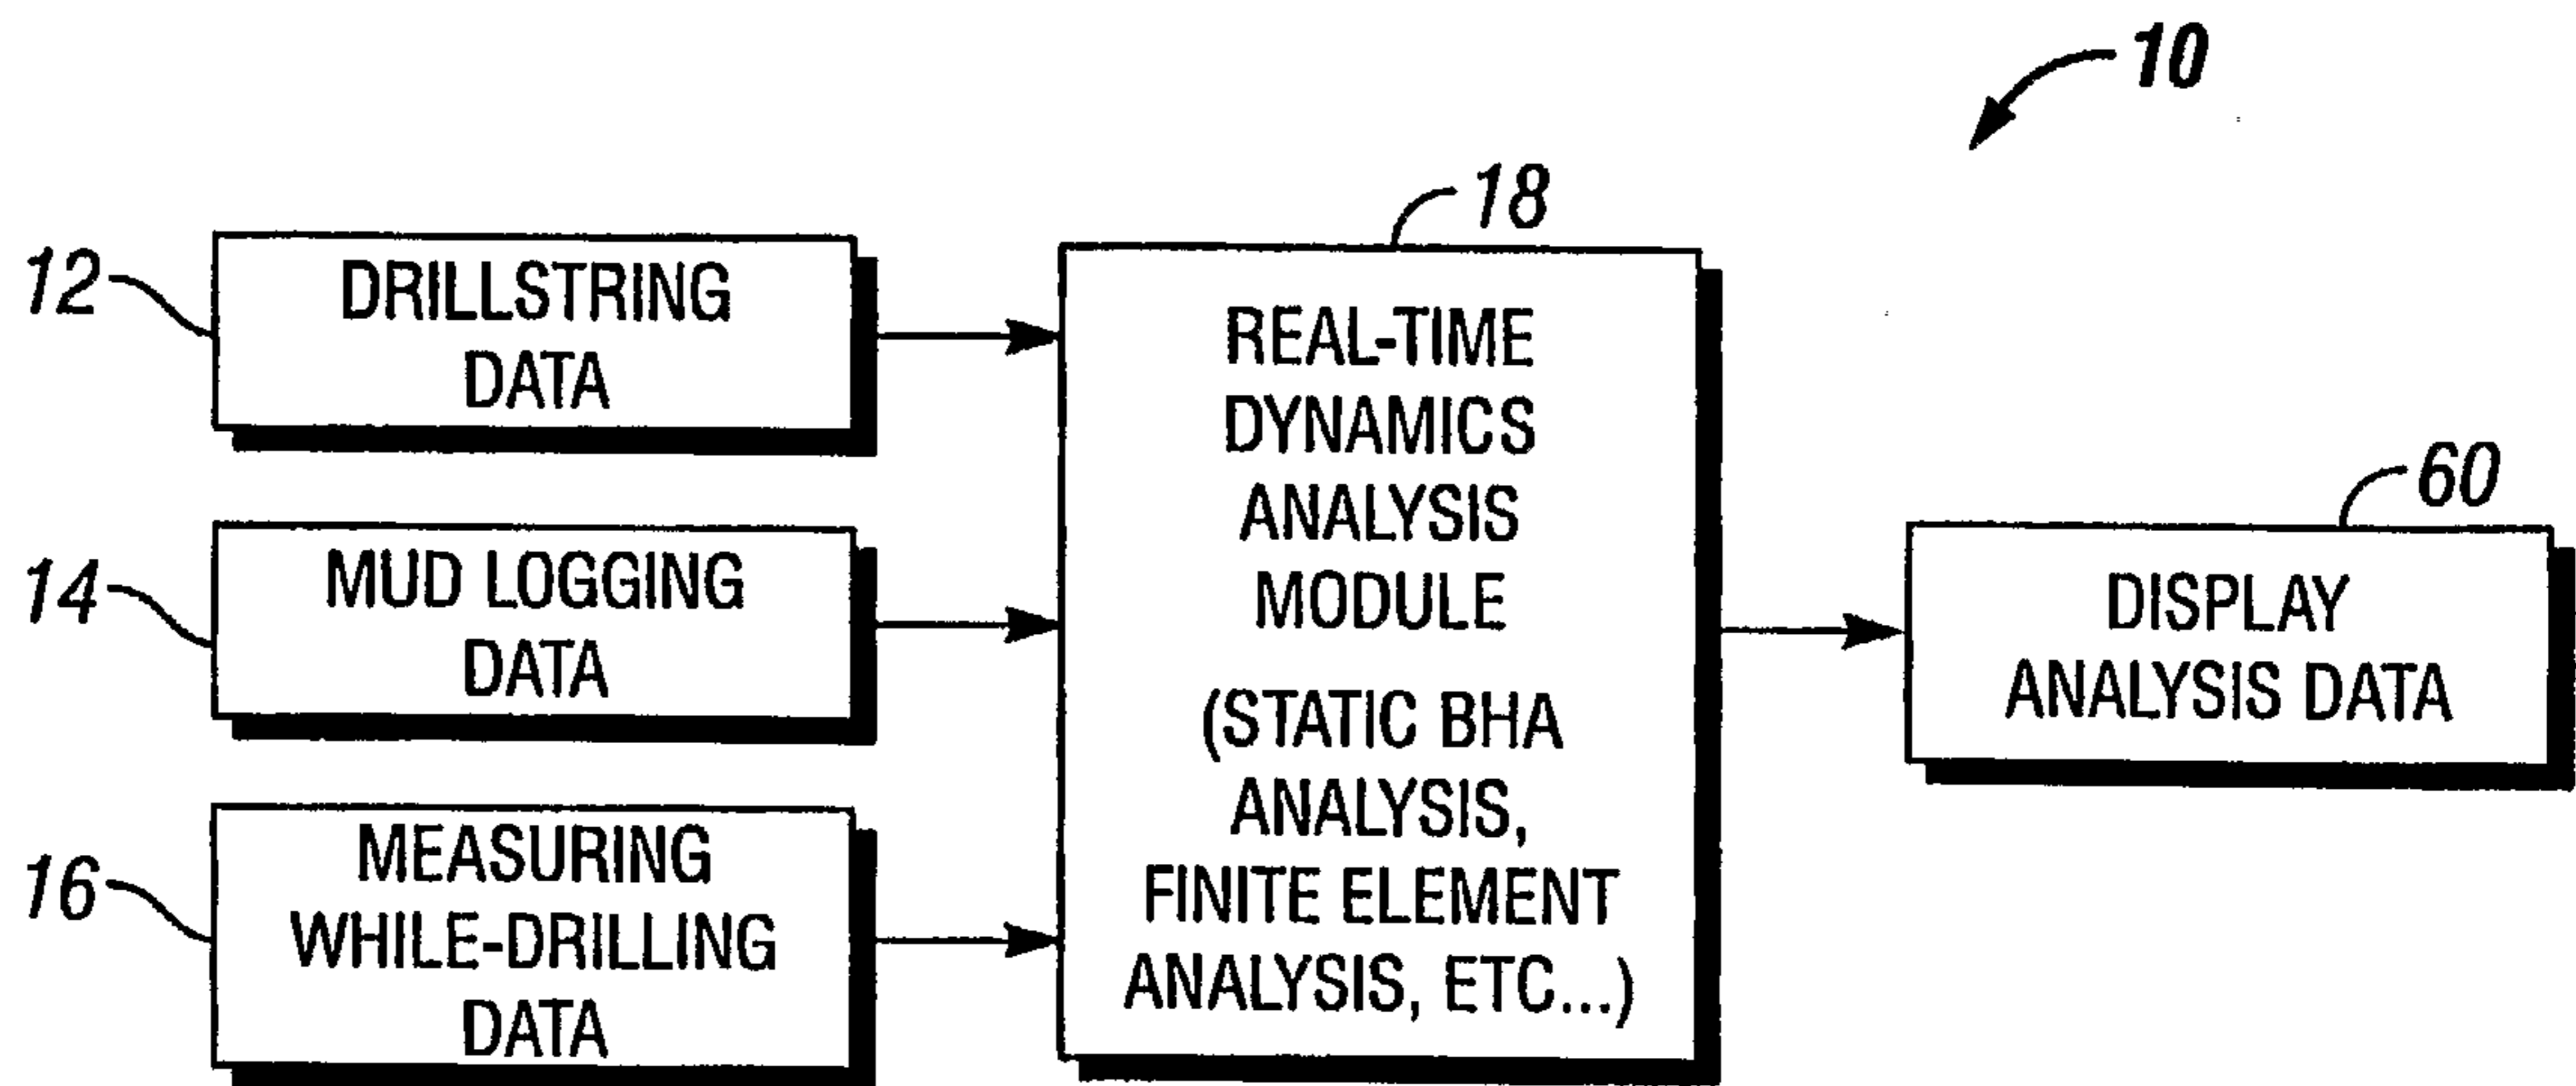 10
12
DRILLSTRING
DATA
14
MUD LOGGING
DATA
16
MEASURING
WHILE-DRILLING
DATA
18
REAL-TIME
DYNAMICS
ANALYSIS
MODULE
(STATIC BHA
ANALYSIS,
FINITE ELEMENT
ANALYSIS, ETC...)
60
DISPLAY
ANALYSIS DATA